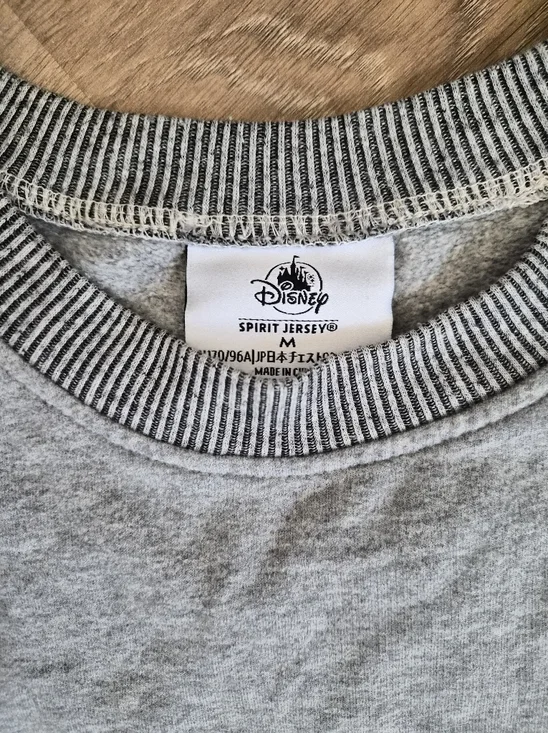 Disney
SPIRIT JERSEY®
M
170/96A|JP日本チェスト
MADE IN